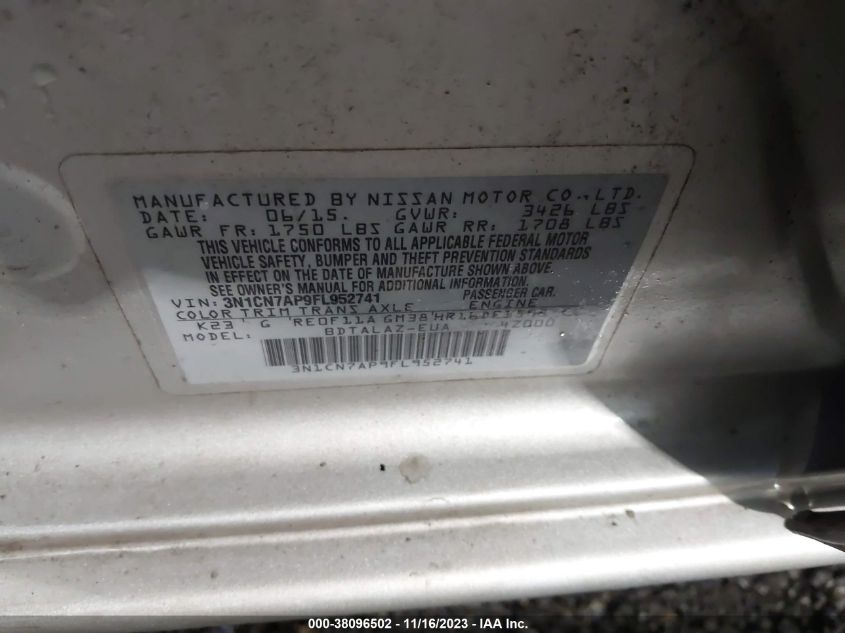 MANUFACTURED BY NISSAN MOTOR CO., LTD.
DATE: 06/15. GVWR: 3426 LBS
GAWR FR: 1750 LBS GAWR RR: 1708 LBS
THIS VEHICLE CONFORMS TO ALL APPLICABLE FEDERAL MOTOR
VEHICLE SAFETY, BUMPER AND THEFT PREVENTION STANDARDS
IN EFFECT ON THE DATE OF MANUFACTURE SHOWN ABOVE.
SEE OWNER'S MANUAL FOR ADDITIONAL INFORMATION.
VIN: 3N1CN7AP9FL952741 PASSENGER CAR.
COLOR TRIM TRANS AXLE ENGINE
K23 G RE0F11A GM38 HR16DE
MODEL: BDTALAZ-EUA
3N1CN7AP9FL952741
000-38096502 - 11/16/2023 - IAA Inc.